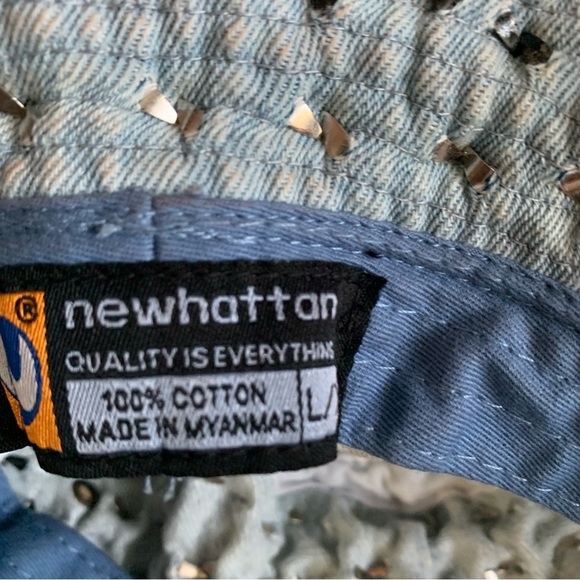 ®
newhattan
QUALITY IS EVERYTHING
100% COTTON
MADE IN MYANMAR
L/